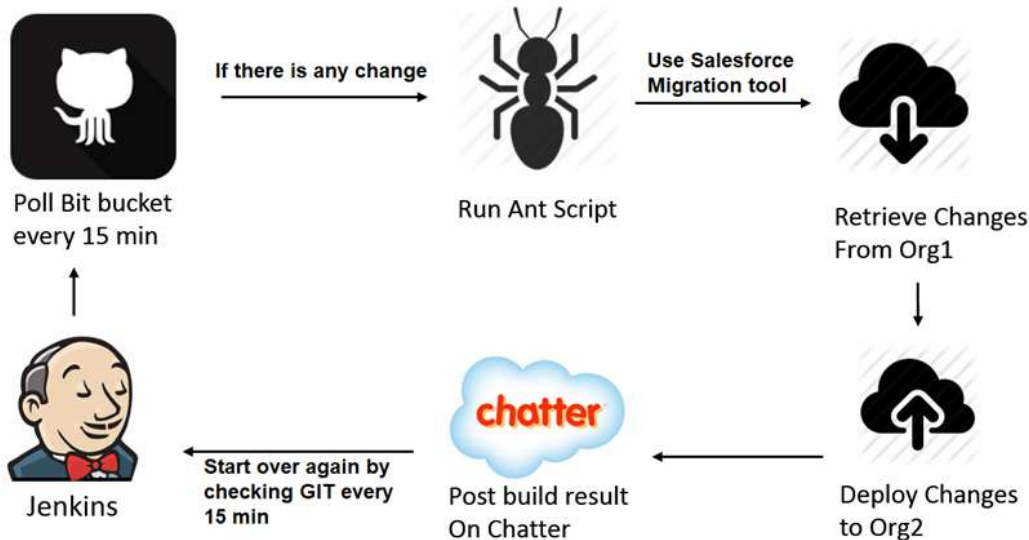 If there is any change
Use Salesforce
Migration tool
Poll Bit bucket
every 15 min
Run Ant Script
Retrieve Changes
From Org1
chatter
Start over again by
checking GIT every
15 min
Jenkins
Post build result
On Chatter
Deploy Changes
to Org2